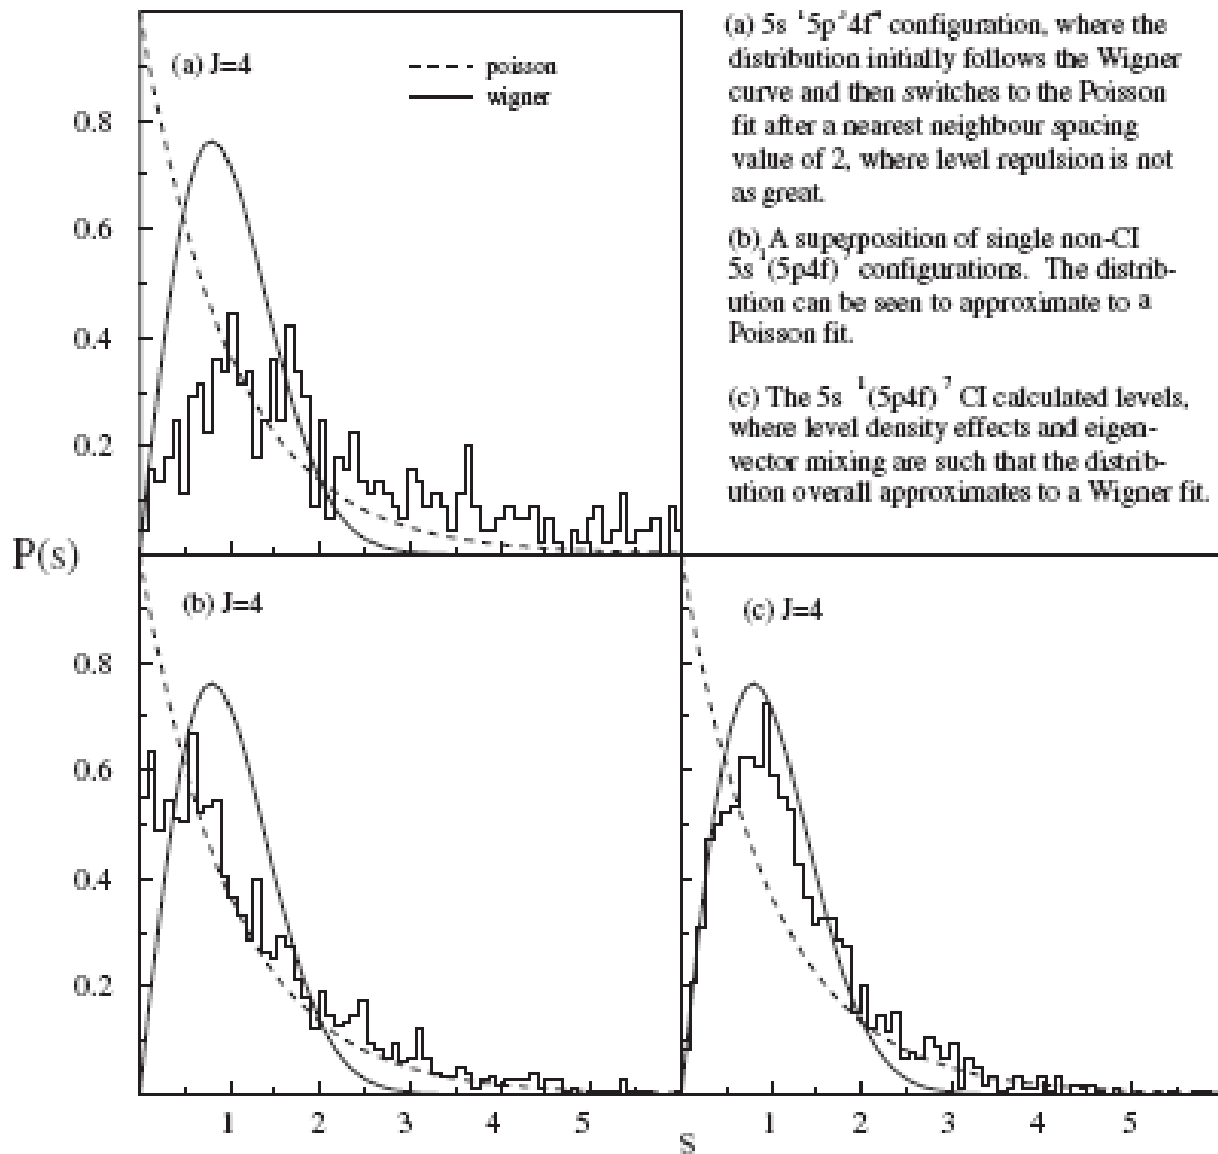 (a) J=4
poisson
wigner
0.8
0.6
0.4
0.2
P(s)
(a) 5s ¹5p ³4f⁴ configuration, where the
distribution initially follows the Wigner
curve and then switches to the Poisson
fit after a nearest neighbour spacing
value of 2, where level repulsion is not
as great.
(b) A superposition of single non-CI
5s ¹(5p4f) ⁷ configurations. The distrib-
ution can be seen to approximate to a
Poisson fit.
(c) The 5s ¹(5p4f) ⁷ CI calculated levels,
where level density effects and eigen-
vector mixing are such that the distrib-
ution overall approximates to a Wigner fit.
(b) J=4
0.8
0.6
0.4
0.2
1 2 3 4 5
(c) J=4
1 2 3 4 5
s